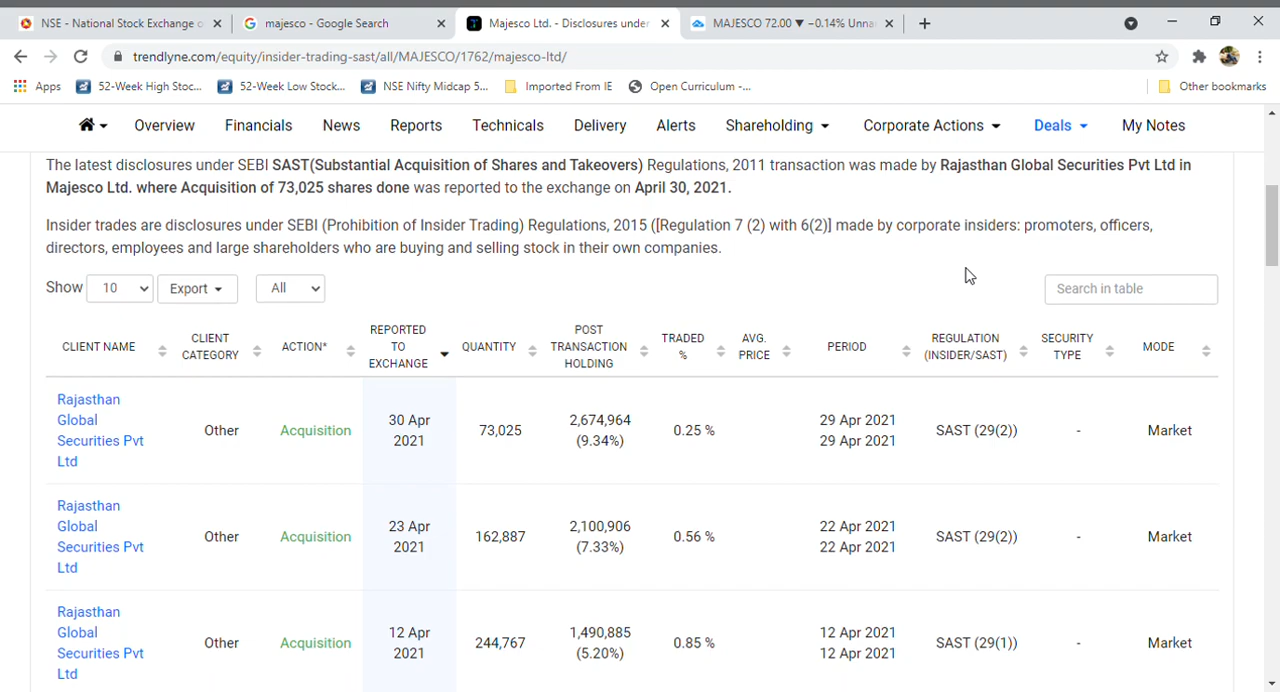 NSE - National Stock Exchange o
majesco - Google Search
Majesco Ltd. - Disclosures under
MAJESCO 72.00 ▼ −0.14% Unna
trendlyne.com/equity/insider-trading-sast/all/MAJESCO/1762/majesco-ltd/
Apps 52-Week High Stoc... 52-Week Low Stock... NSE Nifty Midcap 5... Imported From IE Open Curriculum -... Other bookmarks
Overview Financials News Reports Technicals Delivery Alerts Shareholding Corporate Actions Deals My Notes
The latest disclosures under SEBI SAST(Substantial Acquisition of Shares and Takeovers) Regulations, 2011 transaction was made by Rajasthan Global Securities Pvt Ltd in
Majesco Ltd. where Acquisition of 73,025 shares done was reported to the exchange on April 30, 2021.
Insider trades are disclosures under SEBI (Prohibition of Insider Trading) Regulations, 2015 ([Regulation 7 (2) with 6(2)] made by corporate insiders: promoters, officers,
directors, employees and large shareholders who are buying and selling stock in their own companies.
Show 10 Export All Search in table
CLIENT NAME
CLIENT
CATEGORY
ACTION*
REPORTED
TO
EXCHANGE
QUANTITY
POST
TRANSACTION
HOLDING
TRADED
%
AVG.
PRICE
PERIOD
REGULATION
(INSIDER/SAST)
SECURITY
TYPE
MODE
Rajasthan
Global
Securities Pvt
Ltd
Other
Acquisition
30 Apr
2021
73,025
2,674,964
(9.34%)
0.25 %
29 Apr 2021
29 Apr 2021
SAST (29(2))
-
Market
Rajasthan
Global
Securities Pvt
Ltd
Other
Acquisition
23 Apr
2021
162,887
2,100,906
(7.33%)
0.56 %
22 Apr 2021
22 Apr 2021
SAST (29(2))
-
Market
Rajasthan
Global
Securities Pvt
Ltd
Other
Acquisition
12 Apr
2021
244,767
1,490,885
(5.20%)
0.85 %
12 Apr 2021
12 Apr 2021
SAST (29(1))
-
Market